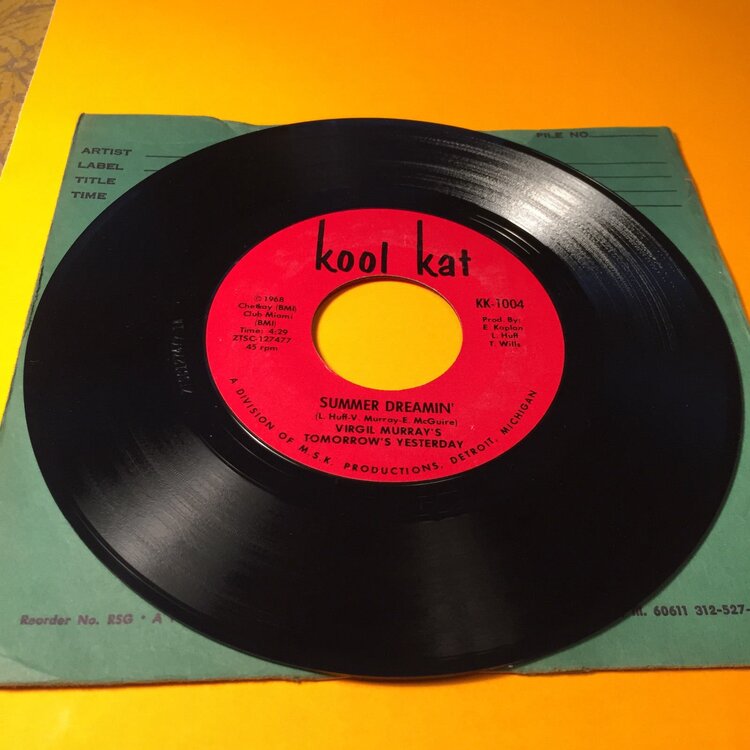 ARTIST
LABEL
TITLE
TIME
FILE NO.
kool kat
© 1968
(BMI)
Club Miami
(BMI)
Time: 4:29
ZTSC-127477
45 rpm
KK-1004
Prod. By:
E. Kaplan
L. Huff
T. Wills
SUMMER DREAMIN'
(L. Huff-V. Murray-E. McGuire)
VIRGIL MURRAY'S
TOMORROW'S YESTERDAY
A DIVISION OF M.S.K. PRODUCTIONS, DETROIT, MICHIGAN
Reorder No. RSG • A
60611 312-527-